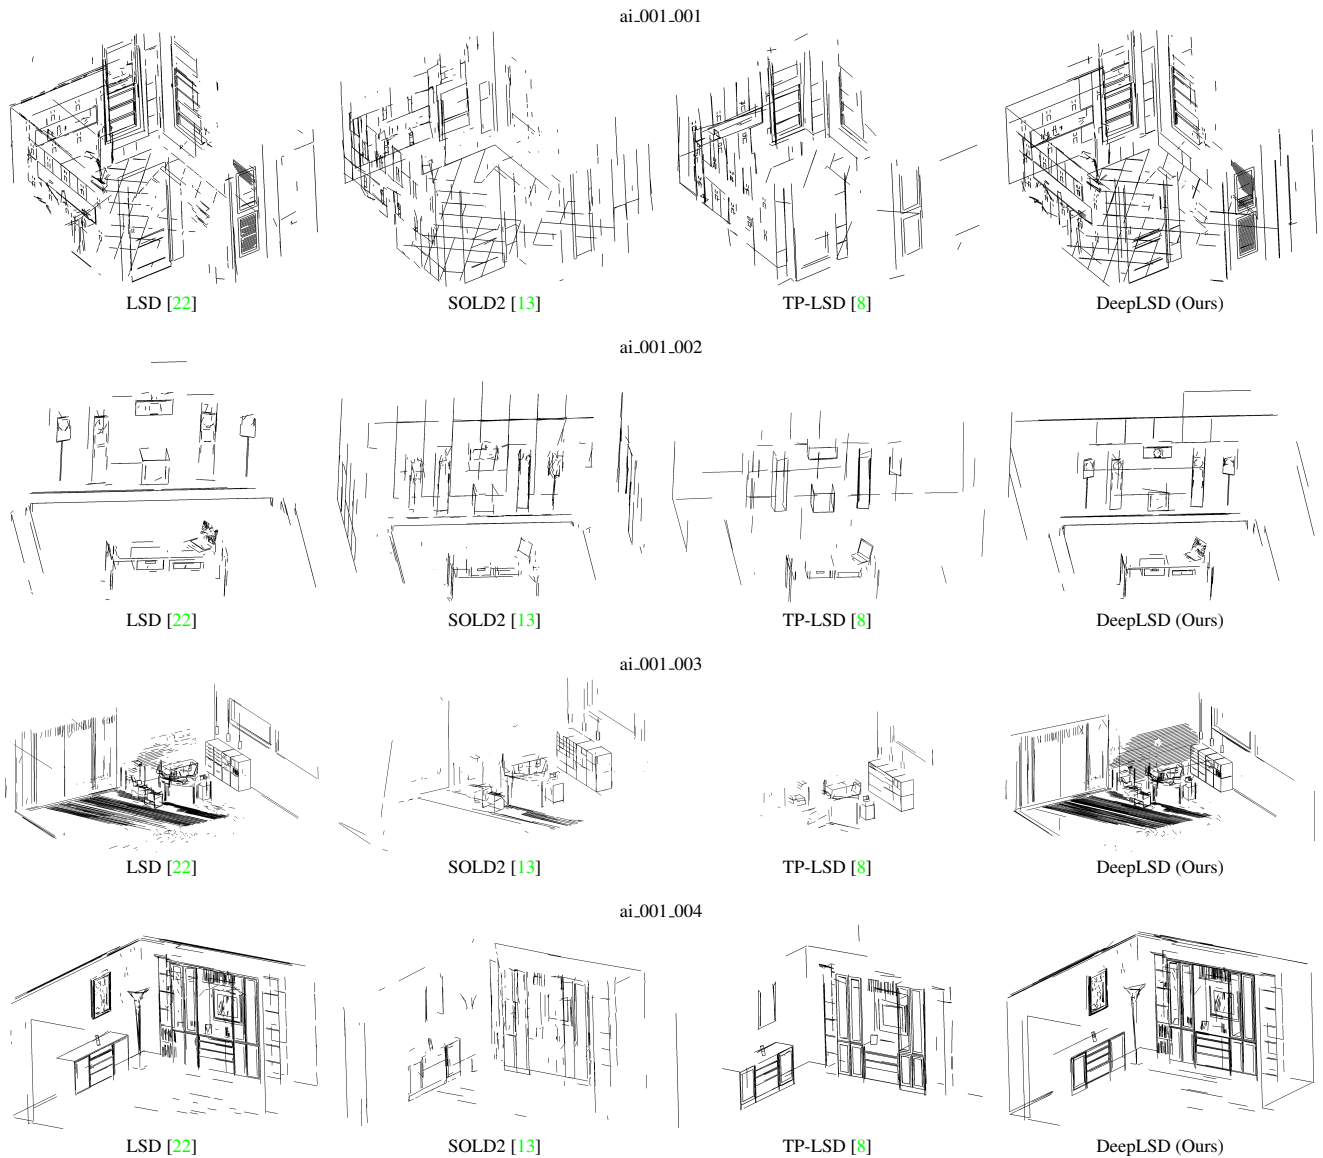 ai_001_001
LSD [22] SOLD2 [13] TP-LSD [8] DeepLSD (Ours)
ai_001_002
LSD [22] SOLD2 [13] TP-LSD [8] DeepLSD (Ours)
ai_001_003
LSD [22] SOLD2 [13] TP-LSD [8] DeepLSD (Ours)
ai_001_004
LSD [22] SOLD2 [13] TP-LSD [8] DeepLSD (Ours)